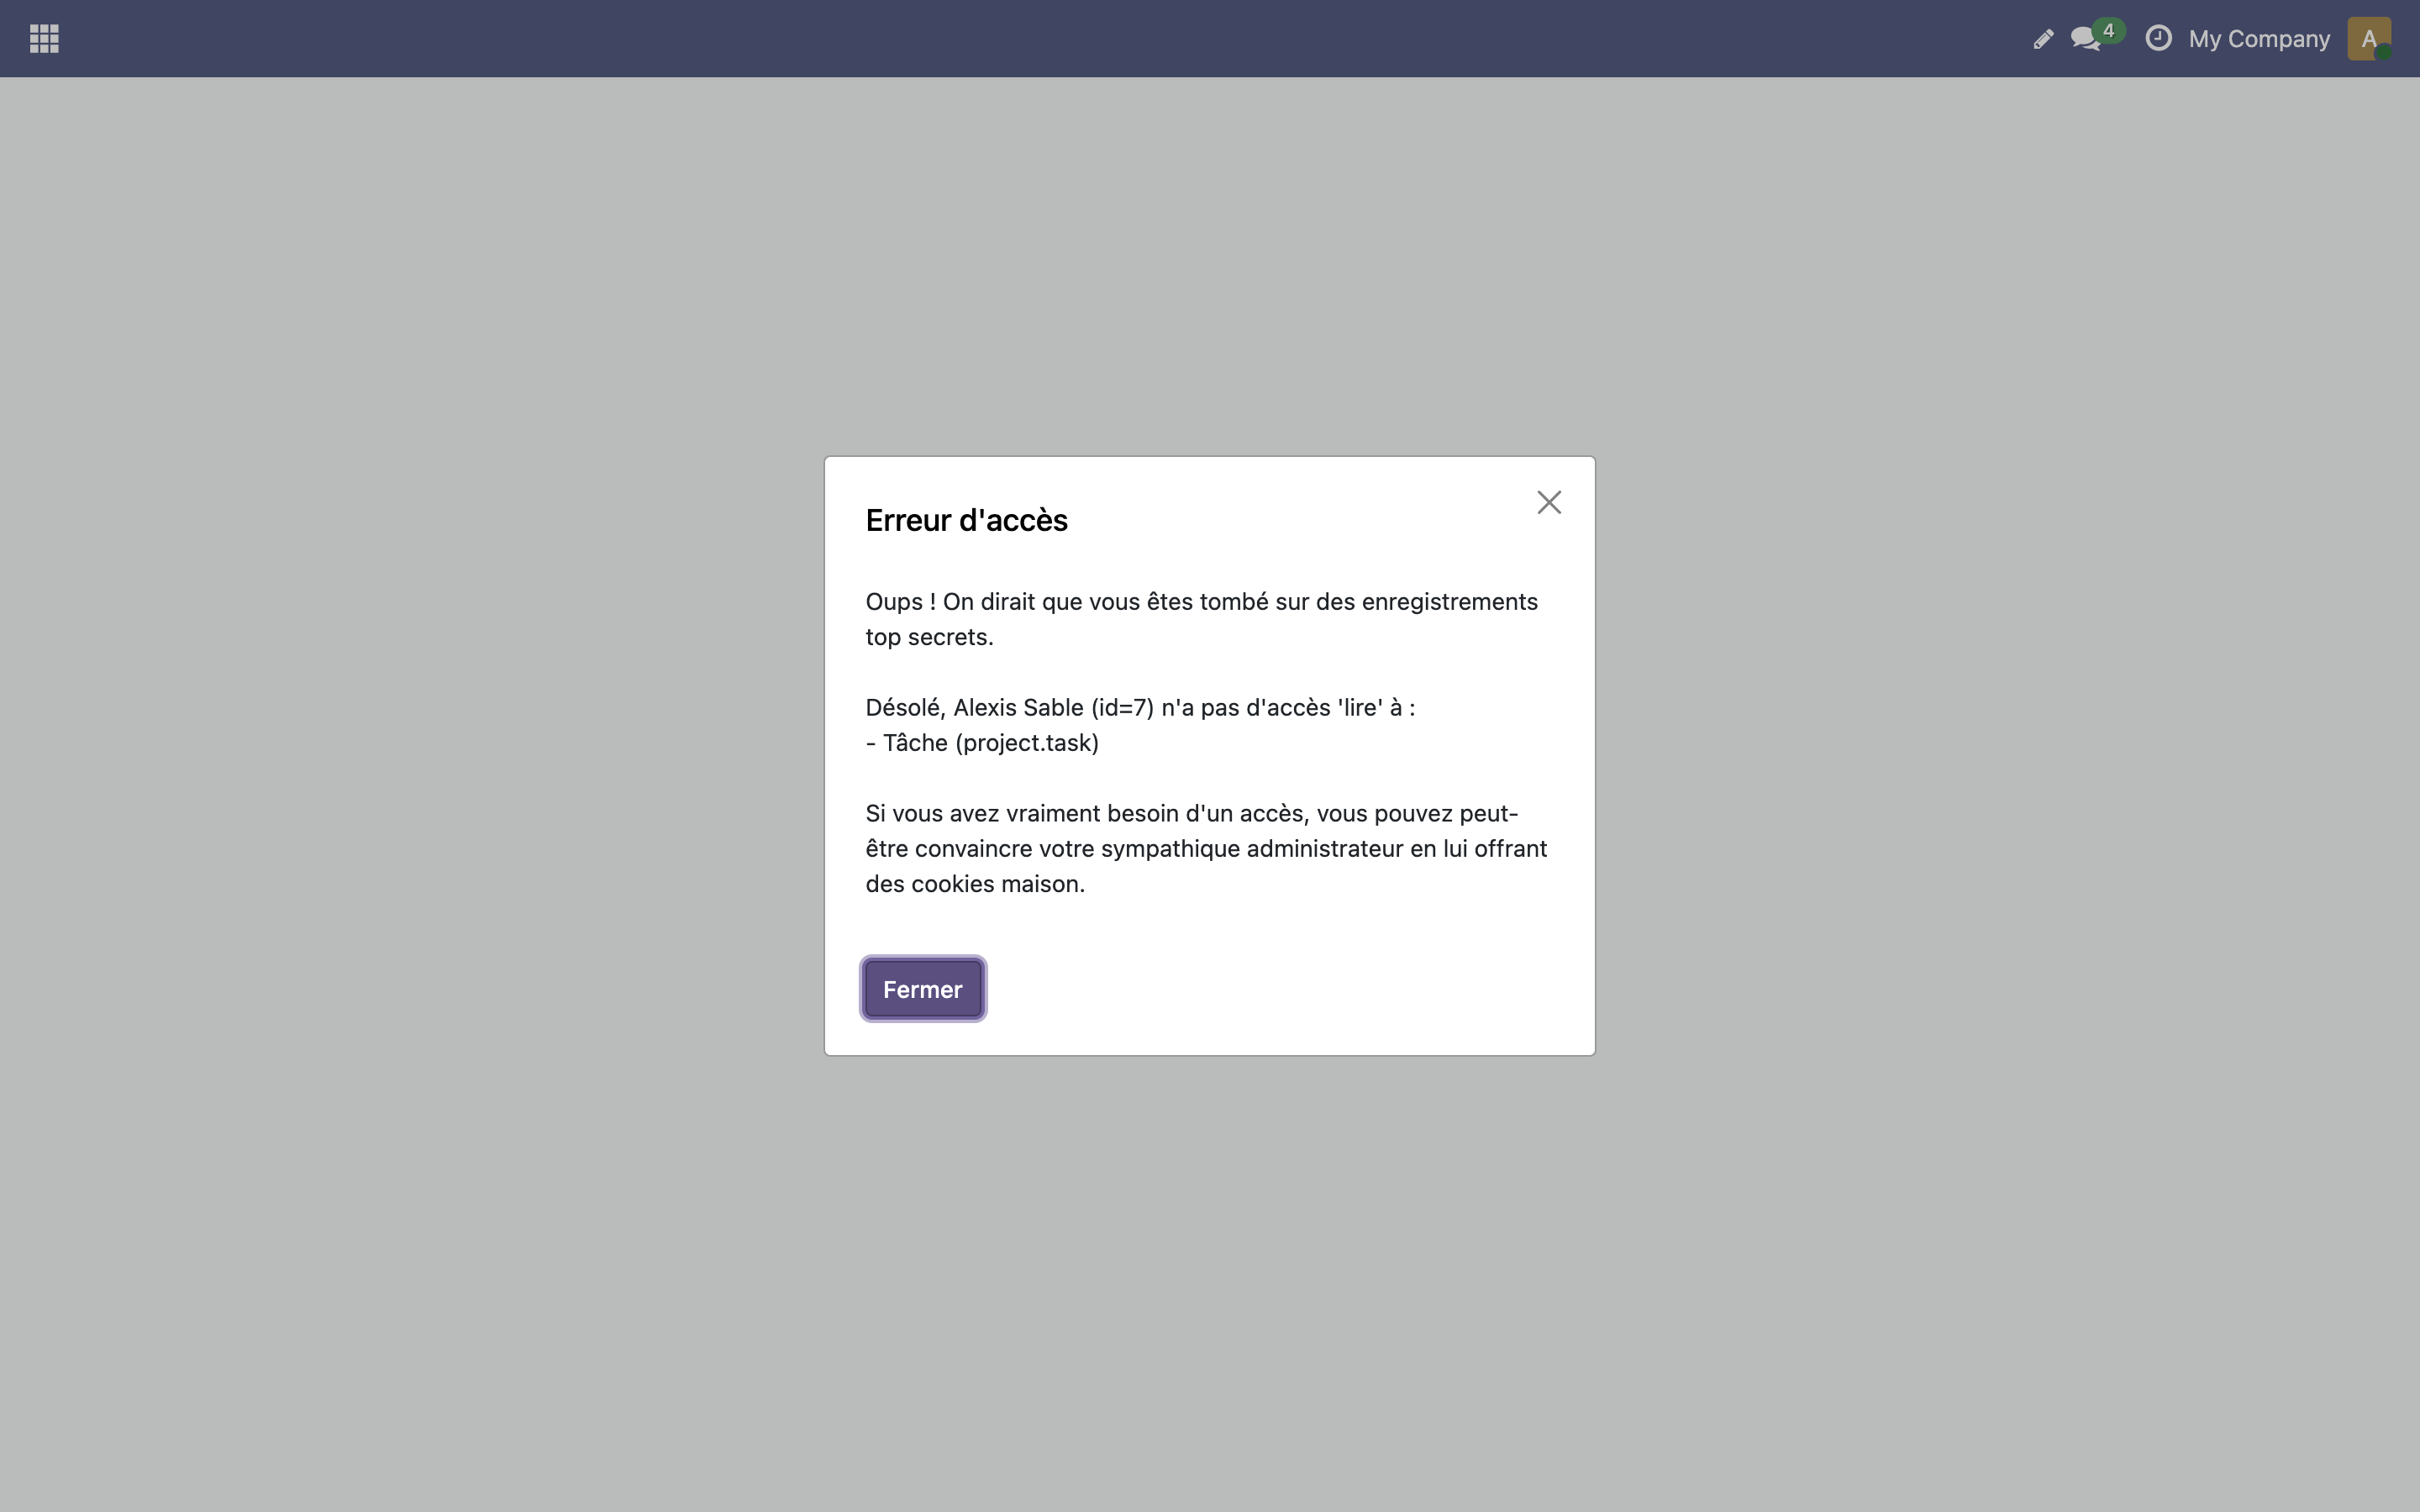 4
My Company
A
Erreur d'accès
Oups ! On dirait que vous êtes tombé sur des enregistrements
top secrets.
Désolé, Alexis Sable (id=7) n'a pas d'accès 'lire' à :
- Tâche (project.task)
Si vous avez vraiment besoin d'un accès, vous pouvez peut-
être convaincre votre sympathique administrateur en lui offrant
des cookies maison.
Fermer